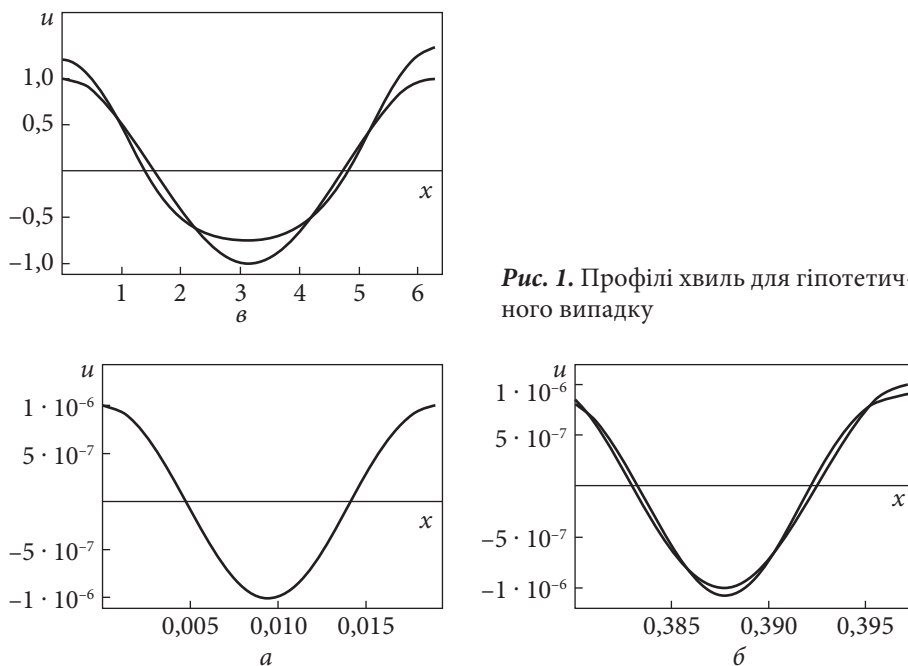 u
1,0
0,5
x
–0,5
–1,0
1 2 3 4 5 6
в
Рис. 1. Профілі хвиль для гіпотетич-
ного випадку
u
1 · 10⁻⁶
5 · 10⁻⁷
x
–5 · 10⁻⁷
–1 · 10⁻⁶
0,005 0,010 0,015
а
u
1 · 10⁻⁶
5 · 10⁻⁷
x
–5 · 10⁻⁷
–1 · 10⁻⁶
0,385 0,390 0,395
б